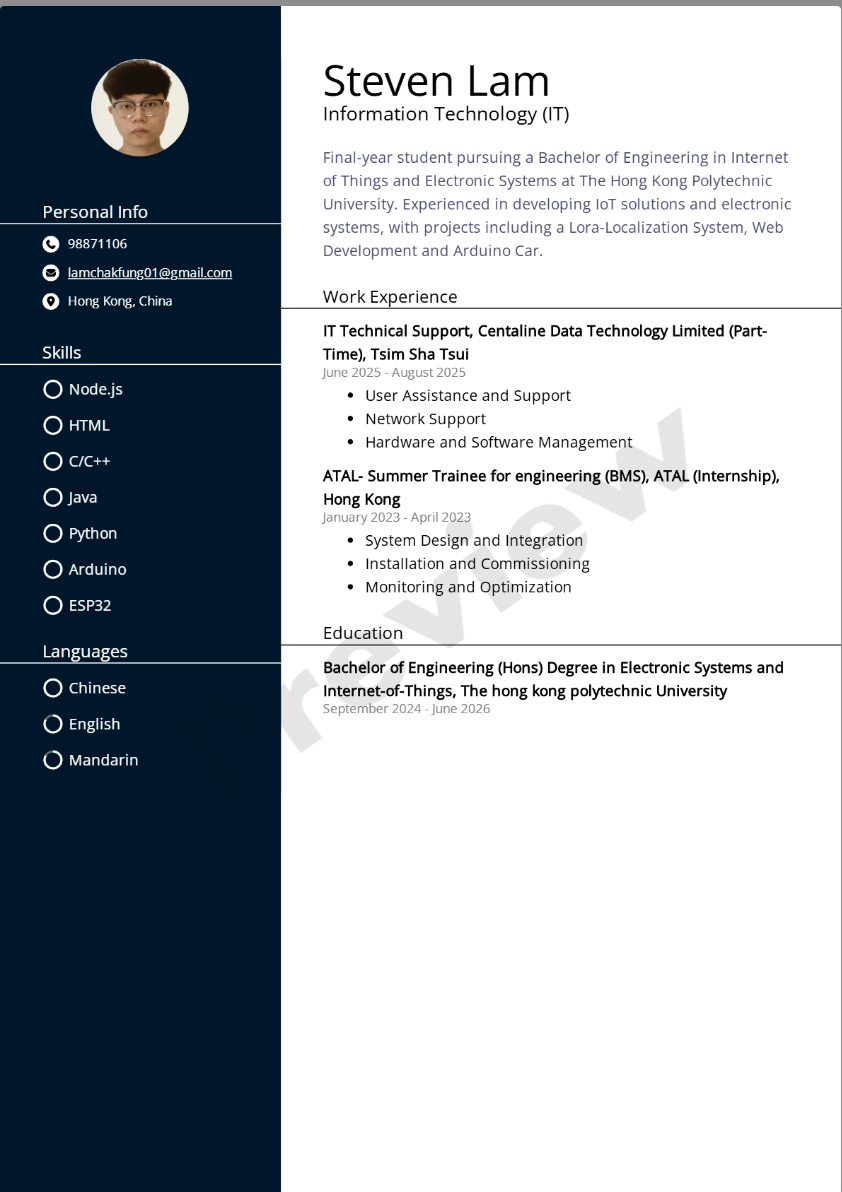 Steven Lam
Information Technology (IT)
Final-year student pursuing a Bachelor of Engineering in Internet
of Things and Electronic Systems at The Hong Kong Polytechnic
University. Experienced in developing IoT solutions and electronic
systems, with projects including a Lora-Localization System, Web
Development and Arduino Car.
Personal Info
98871106
lamchakfung01@gmail.com
Hong Kong, China
Skills
Node.js
HTML
C/C++
Java
Python
Arduino
ESP32
Languages
Chinese
English
Mandarin
Work Experience
IT Technical Support, Centaline Data Technology Limited (Part-
Time), Tsim Sha Tsui
June 2025 - August 2025
• User Assistance and Support
• Network Support
• Hardware and Software Management
ATAL- Summer Trainee for engineering (BMS), ATAL (Internship),
Hong Kong
January 2023 - April 2023
• System Design and Integration
• Installation and Commissioning
• Monitoring and Optimization
Education
Bachelor of Engineering (Hons) Degree in Electronic Systems and
Internet-of-Things, The hong kong polytechnic University
September 2024 - June 2026
Preview